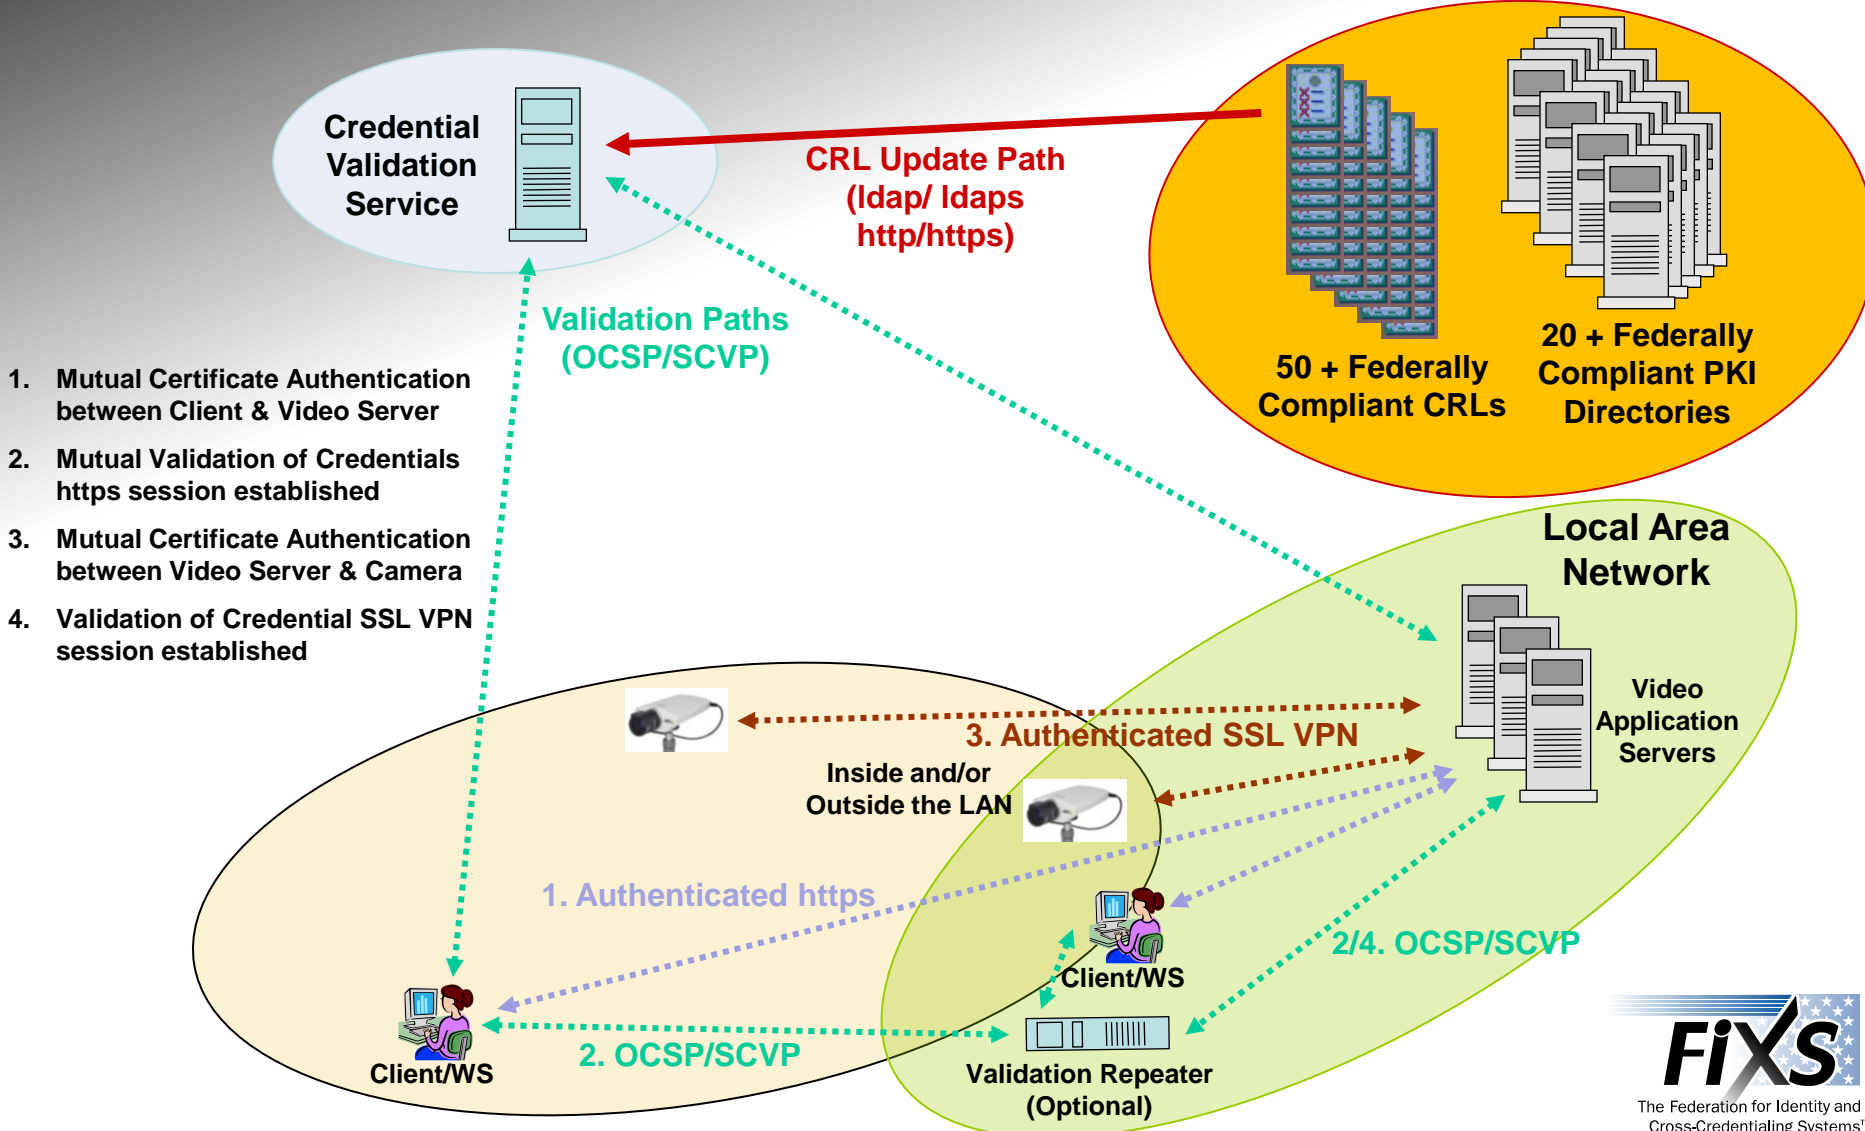 Credential
Validation
Service
CRL Update Path
(ldap/ ldaps
http/https)
50 + Federally
Compliant CRLs
20 + Federally
Compliant PKI
Directories
Validation Paths
(OCSP/SCVP)
1. Mutual Certificate Authentication
between Client & Video Server
2. Mutual Validation of Credentials
https session established
3. Mutual Certificate Authentication
between Video Server & Camera
4. Validation of Credential SSL VPN
session established
Local Area
Network
Video
Application
Servers
3. Authenticated SSL VPN
Inside and/or
Outside the LAN
1. Authenticated https
2/4. OCSP/SCVP
Client/WS
2. OCSP/SCVP
Client/WS
Validation Repeater
(Optional)
FiXS
The Federation for Identity and
Cross-Credentialing Systems